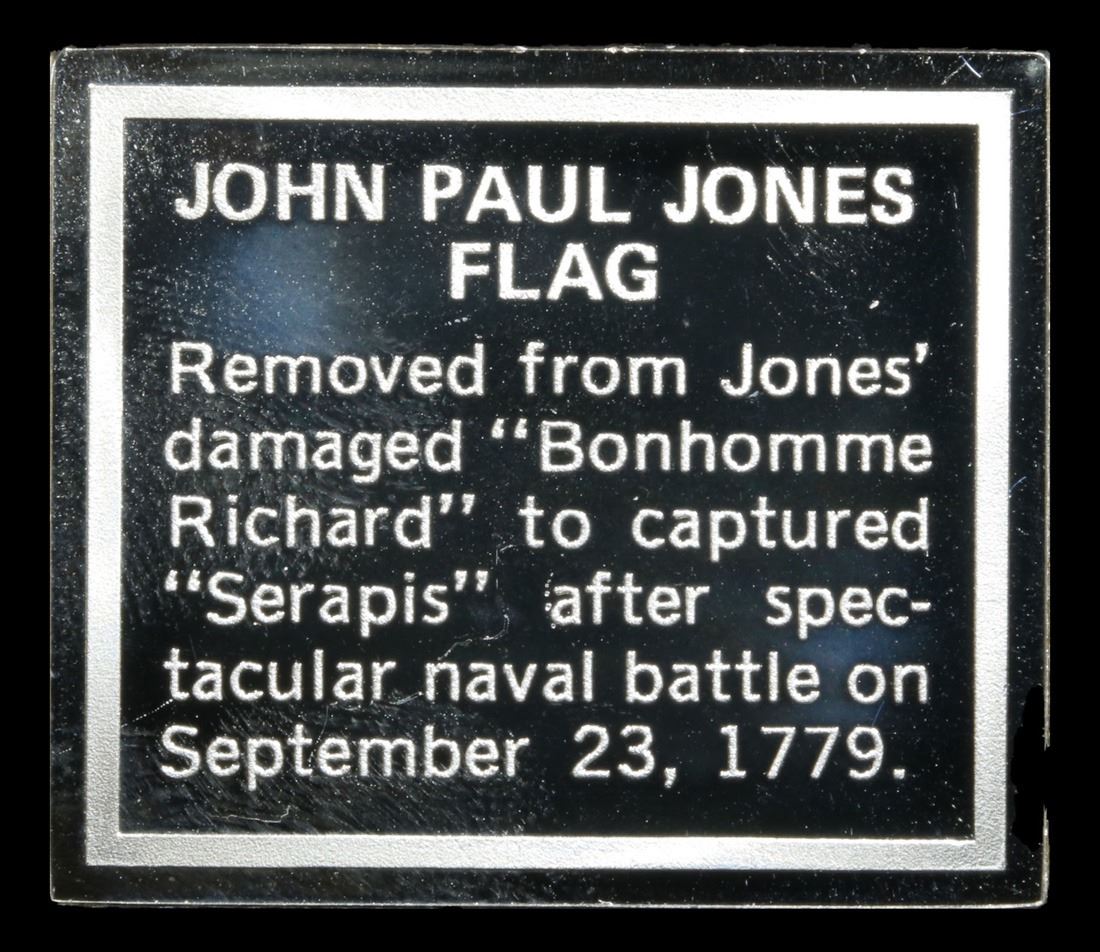 JOHN PAUL JONES
FLAG
Removed from Jones’
damaged “Bonhomme
Richard” to captured
“Serapis” after spec-
tacular naval battle on
September 23, 1779.